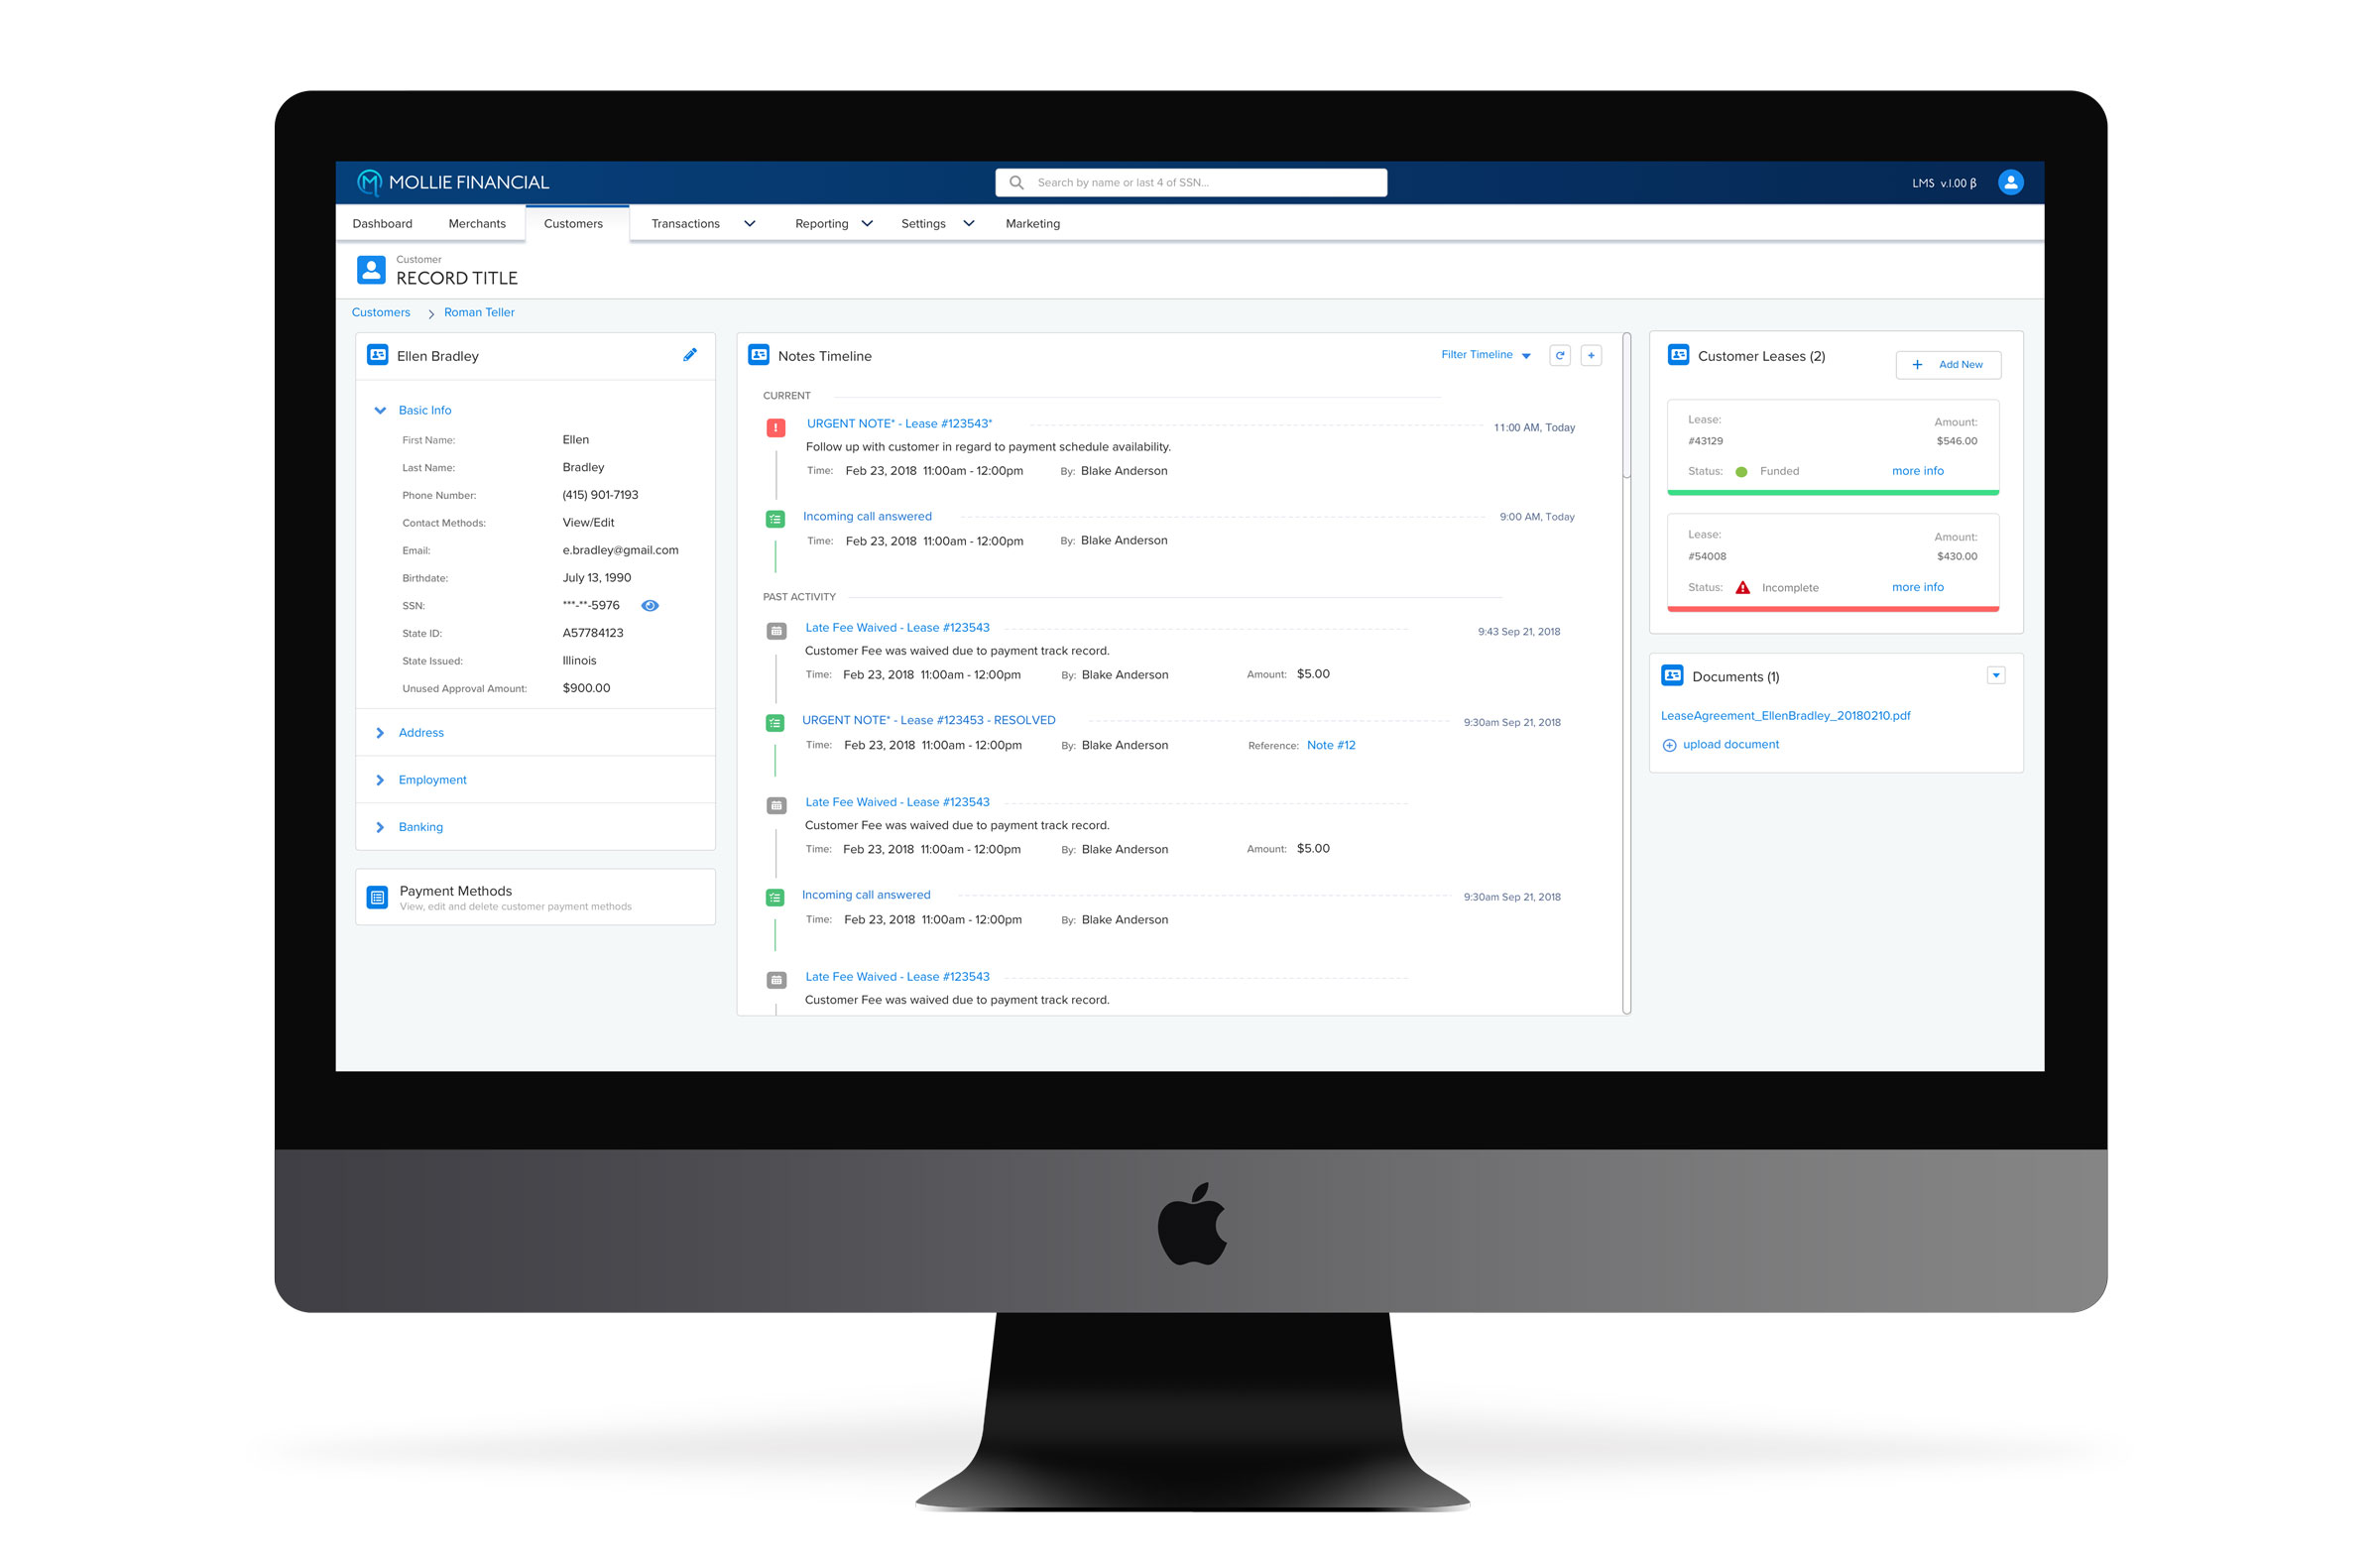 MOLLIE FINANCIAL
Search by name or last 4 of SSN...
LMS v.1.00 β
Dashboard Merchants Customers Transactions Reporting Settings Marketing
Customer
RECORD TITLE
Customers > Roman Teller
Ellen Bradley
Basic Info
First Name: Ellen
Last Name: Bradley
Phone Number: (415) 901-7193
Contact Methods: View/Edit
Email: e.bradley@gmail.com
Birthdate: July 13, 1990
SSN: ***-**-5976
State ID: A57784123
State Issued: Illinois
Unused Approval Amount: $900.00
Address
Employment
Banking
Payment Methods
View, edit and delete customer payment methods
Notes Timeline
Filter Timeline
CURRENT
URGENT NOTE* - Lease #123543* 11:00 AM, Today
Follow up with customer in regard to payment schedule availability.
Time: Feb 23, 2018 11:00am - 12:00pm By: Blake Anderson
Incoming call answered 9:00 AM, Today
Time: Feb 23, 2018 11:00am - 12:00pm By: Blake Anderson
PAST ACTIVITY
Late Fee Waived - Lease #123543 9:43 Sep 21, 2018
Customer Fee was waived due to payment track record.
Time: Feb 23, 2018 11:00am - 12:00pm By: Blake Anderson Amount: $5.00
URGENT NOTE* - Lease #123453 - RESOLVED 9:30am Sep 21, 2018
Time: Feb 23, 2018 11:00am - 12:00pm By: Blake Anderson Reference: Note #12
Late Fee Waived - Lease #123543
Customer Fee was waived due to payment track record.
Time: Feb 23, 2018 11:00am - 12:00pm By: Blake Anderson Amount: $5.00
Incoming call answered 9:30am Sep 21, 2018
Time: Feb 23, 2018 11:00am - 12:00pm By: Blake Anderson
Late Fee Waived - Lease #123543
Customer Fee was waived due to payment track record.
Customer Leases (2)
+ Add New
Lease: Amount:
#43129 $546.00
Status: Funded more info
Lease: Amount:
#54008 $430.00
Status: Incomplete more info
Documents (1)
LeaseAgreement_EllenBradley_20180210.pdf
upload document